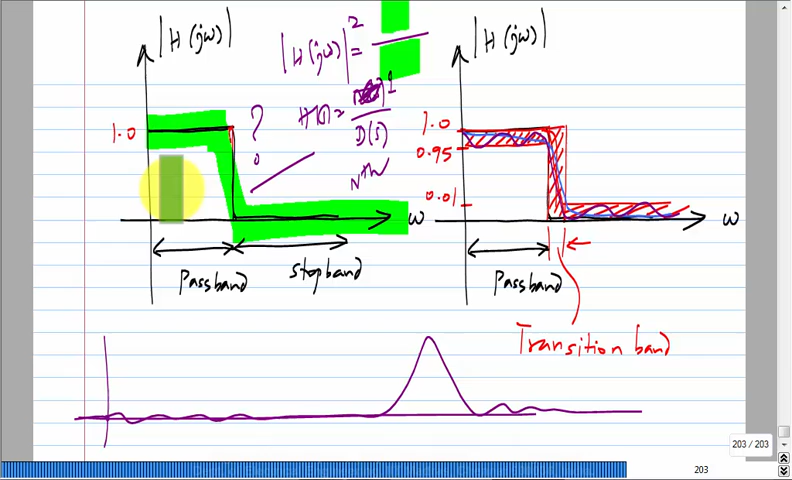 |H(jω)|
|H(jω)|² =
|H(jω)|
1.0
?
H(s) = 1
D(s)
Nth
1.0
0.95
0.01
ω
ω
Passband
stopband
Passband
Transition band
203 / 203
203